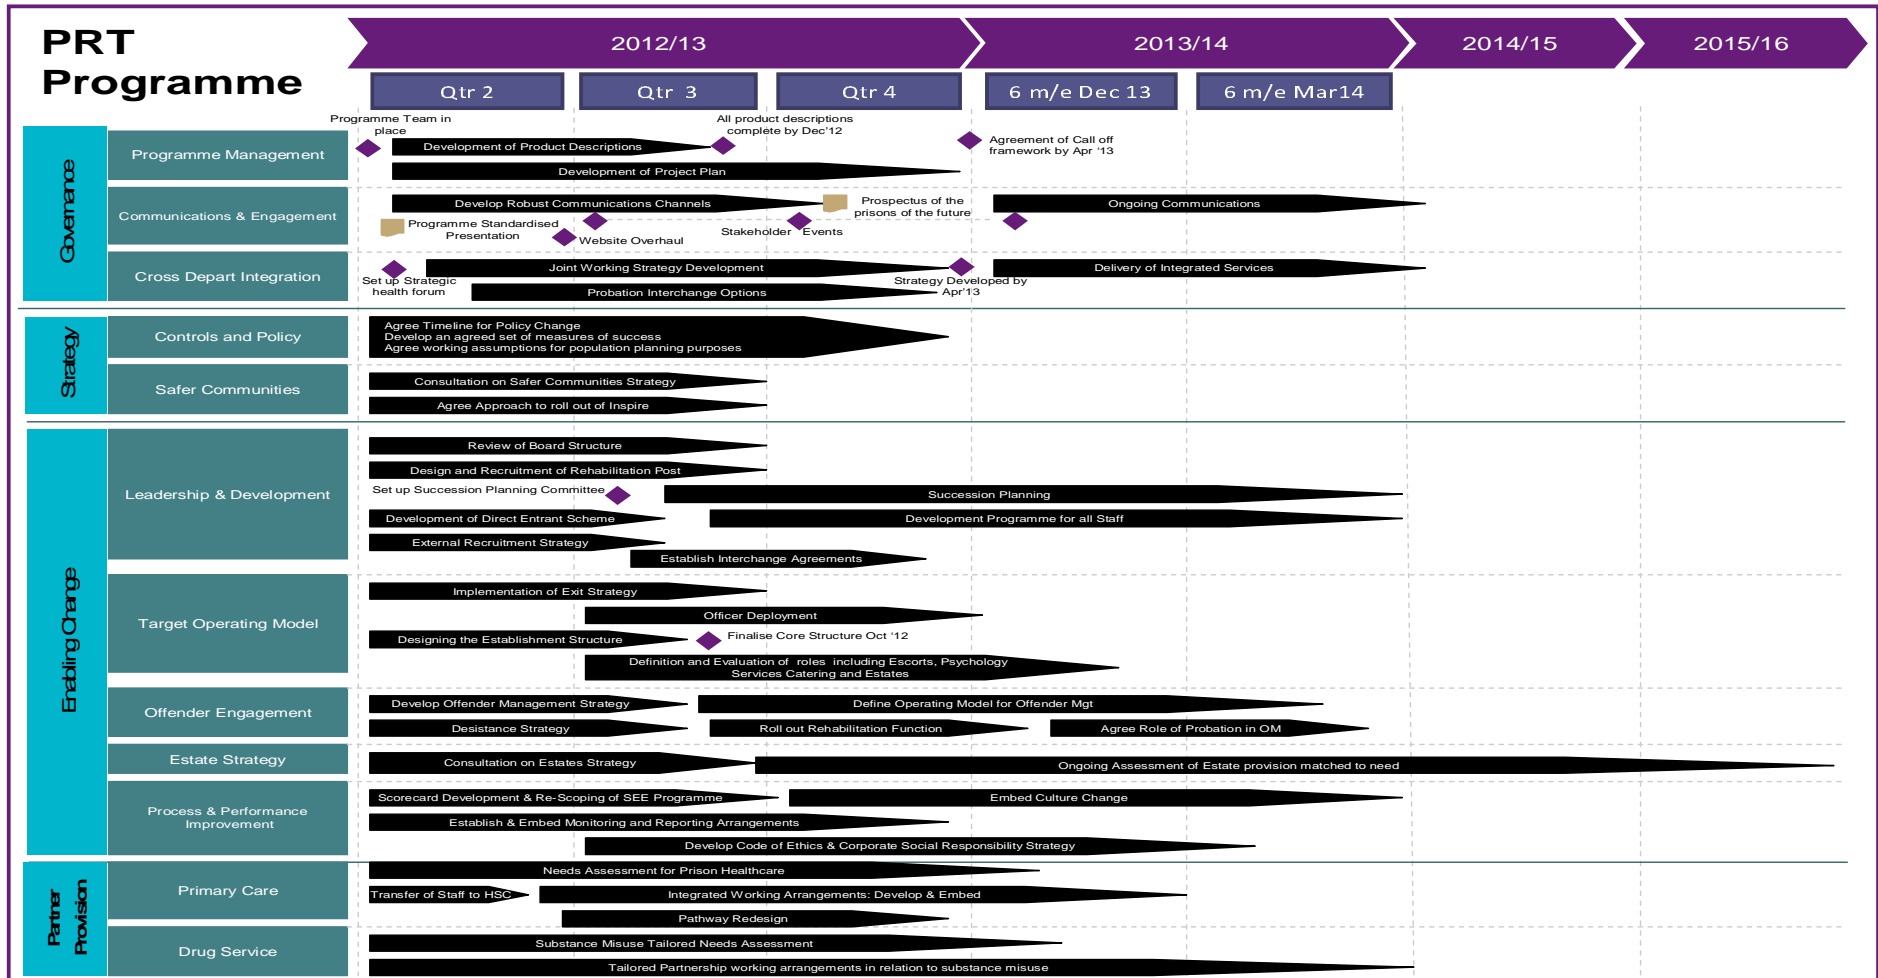 PRT
Programme
2012/13
2013/14
2014/15
2015/16
Qtr 2
Qtr 3
Qtr 4
6 m/e Dec 13
6 m/e Mar14
Governance
Programme Management
Programme Team in
place
Development of Product Descriptions
All product descriptions
complete by Dec'12
Agreement of Call off
framework by Apr '13
Development of Project Plan
Communications & Engagement
Develop Robust Communications Channels
Prospectus of the
prisons of the future
Ongoing Communications
Programme Standardised
Presentation
Website Overhaul
Stakeholder Events
Cross Depart Integration
Set up Strategic
health forum
Joint Working Strategy Development
Strategy Developed by
Apr'13
Delivery of Integrated Services
Probation Interchange Options
Strategy
Controls and Policy
Agree Timeline for Policy Change
Develop an agreed set of measures of success
Agree working assumptions for population planning purposes
Safer Communities
Consultation on Safer Communities Strategy
Agree Approach to roll out of Inspire
Enabling Change
Leadership & Development
Review of Board Structure
Design and Recruitment of Rehabilitation Post
Set up Succession Planning Committee
Succession Planning
Development of Direct Entrant Scheme
Development Programme for all Staff
External Recruitment Strategy
Establish Interchange Agreements
Target Operating Model
Implementation of Exit Strategy
Officer Deployment
Designing the Establishment Structure
Finalise Core Structure Oct '12
Definition and Evaluation of roles including Escorts, Psychology
Services Catering and Estates
Offender Engagement
Develop Offender Management Strategy
Define Operating Model for Offender Mgt
Desistance Strategy
Roll out Rehabilitation Function
Agree Role of Probation in OM
Estate Strategy
Consultation on Estates Strategy
Ongoing Assessment of Estate provision matched to need
Process & Performance
Improvement
Scorecard Development & Re-Scoping of SEE Programme
Embed Culture Change
Establish & Embed Monitoring and Reporting Arrangements
Develop Code of Ethics & Corporate Social Responsibility Strategy
Partner
Provision
Primary Care
Needs Assessment for Prison Healthcare
Transfer of Staff to HSC
Integrated Working Arrangements: Develop & Embed
Pathway Redesign
Drug Service
Substance Misuse Tailored Needs Assessment
Tailored Partnership working arrangements in relation to substance misuse